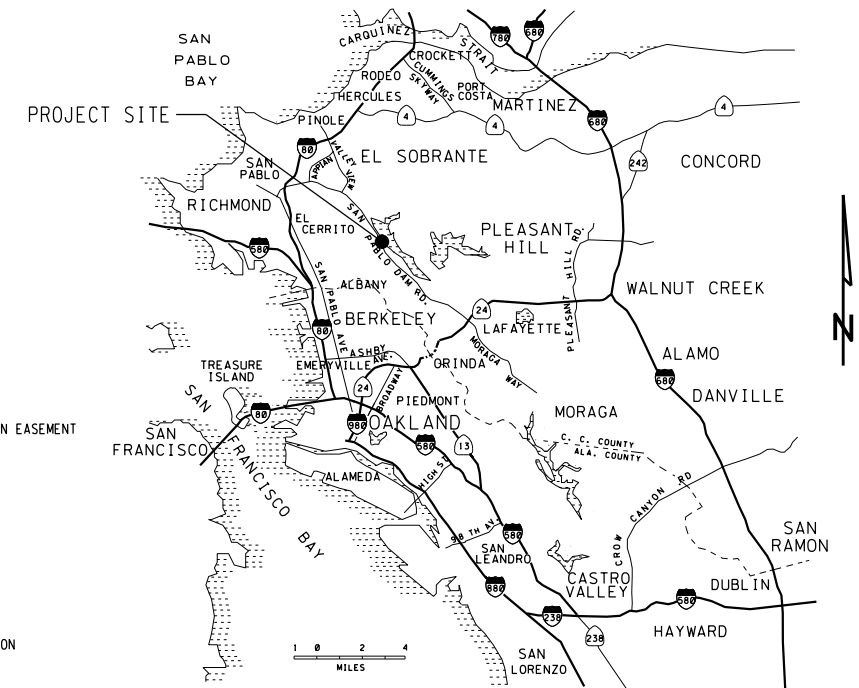 SAN
PABLO
BAY
CARQUINEZ
STRAIT
780
680
CROCKETT
RODEO
CUMMINGS
SKYWAY
PORT
COSTA
HERCULES
MARTINEZ
PROJECT SITE
PINOLE
4
4
4
680
80
SAN
PABLO
APPIAN
VALLEY VIEW
EL SOBRANTE
242
CONCORD
RICHMOND
EL
CERRITO
SAN PABLO DAM RD.
PLEASANT
HILL
580
SAN PABLO AVE
ALBANY
PLEASANT HILL RD.
WALNUT CREEK
80
BERKELEY
24
LAFAYETTE
N
ASHBY
AVE.
EMERYVILLE
ORINDA
MORAGA WAY
ALAMO
TREASURE
ISLAND
24
BROADWAY
680
DANVILLE
PIEDMONT
80
980
OAKLAND
MORAGA
N EASEMENT
SAN
FRANCISCO
SAN FRANCISCO BAY
580
13
C. C. COUNTY
ALA. COUNTY
ALAMEDA
HIGH ST
CROW CANYON RD
98 TH AV.
580
SAN
RAMON
SAN
LEANDRO
880
CASTRO
VALLEY
DUBLIN
580
238
HAYWARD
238
ON
1 0 2 4
MILES
SAN
LORENZO